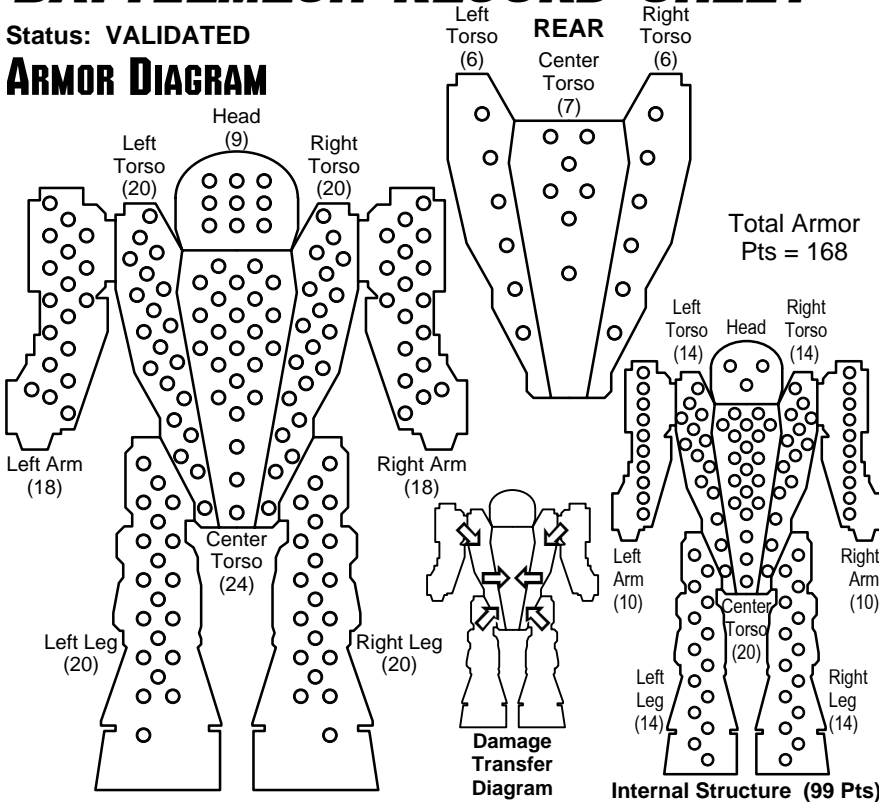 BATTLEMECH RECORD SHEET
Status: VALIDATED
ARMOR DIAGRAM
Head
(9)
Left
Torso
(20)
Right
Torso
(20)
Left Arm
(18)
Right Arm
(18)
Center
Torso
(24)
Left Leg
(20)
Right Leg
(20)
Left
Torso
(6)
REAR
Center
Torso
(7)
Right
Torso
(6)
Total Armor
Pts = 168
Left
Torso
(14)
Head
Right
Torso
(14)
Left
Arm
(10)
Right
Arm
(10)
Center
Torso
(20)
Left
Leg
(14)
Right
Leg
(14)
Damage
Transfer
Diagram
Internal Structure (99 Pts)